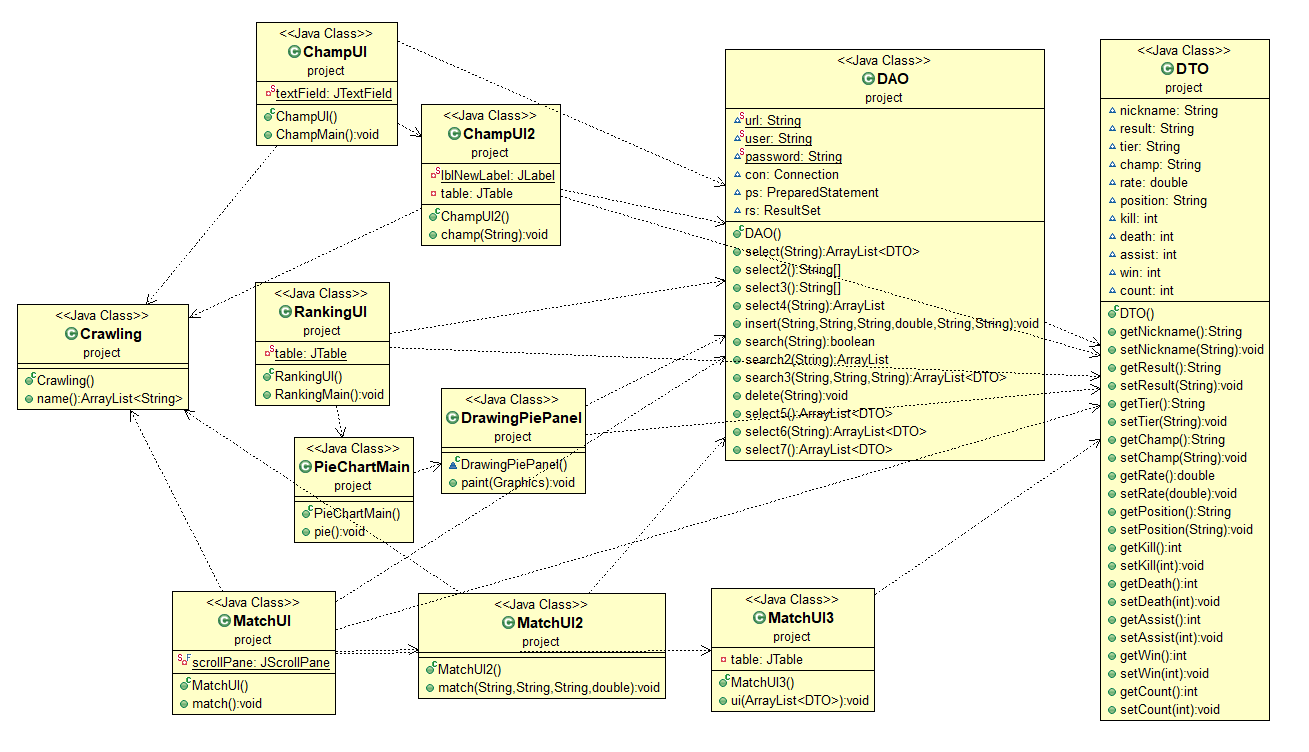 <<Java Class>>
ChampUI
project
textField: JTextField
ChampUI()
ChampMain():void
<<Java Class>>
ChampUI2
project
lblNewLabel: JLabel
table: JTable
ChampUI2()
champ(String):void
<<Java Class>>
DAO
project
url: String
user: String
password: String
con: Connection
ps: PreparedStatement
rs: ResultSet
DAO()
select(String):ArrayList<DTO>
select2():String[]
select3():String[]
select4(String):ArrayList
insert(String,String,String,double,String,String):void
search(String):boolean
search2(String):ArrayList
search3(String,String,String):ArrayList<DTO>
delete(String):void
select5():ArrayList<DTO>
select6(String):ArrayList<DTO>
select7():ArrayList<DTO>
<<Java Class>>
DTO
project
nickname: String
result: String
tier: String
champ: String
rate: double
position: String
kill: int
death: int
assist: int
win: int
count: int
DTO()
getNickname():String
setNickname(String):void
getResult():String
setResult(String):void
getTier():String
setTier(String):void
getChamp():String
setChamp(String):void
getRate():double
setRate(double):void
getPosition():String
setPosition(String):void
getKill():int
setKill(int):void
getDeath():int
setDeath(int):void
getAssist():int
setAssist(int):void
getWin():int
setWin(int):void
getCount():int
setCount(int):void
<<Java Class>>
Crawling
project
Crawling()
name():ArrayList<String>
<<Java Class>>
RankingUI
project
table: JTable
RankingUI()
RankingMain():void
<<Java Class>>
DrawingPiePanel
project
DrawingPiePanel()
paint(Graphics):void
<<Java Class>>
PieChartMain
project
PieChartMain()
pie():void
<<Java Class>>
MatchUI
project
scrollPane: JScrollPane
MatchUI()
match():void
<<Java Class>>
MatchUI2
project
MatchUI2()
match(String,String,String,double):void
<<Java Class>>
MatchUI3
project
table: JTable
MatchUI3()
ui(ArrayList<DTO>):void